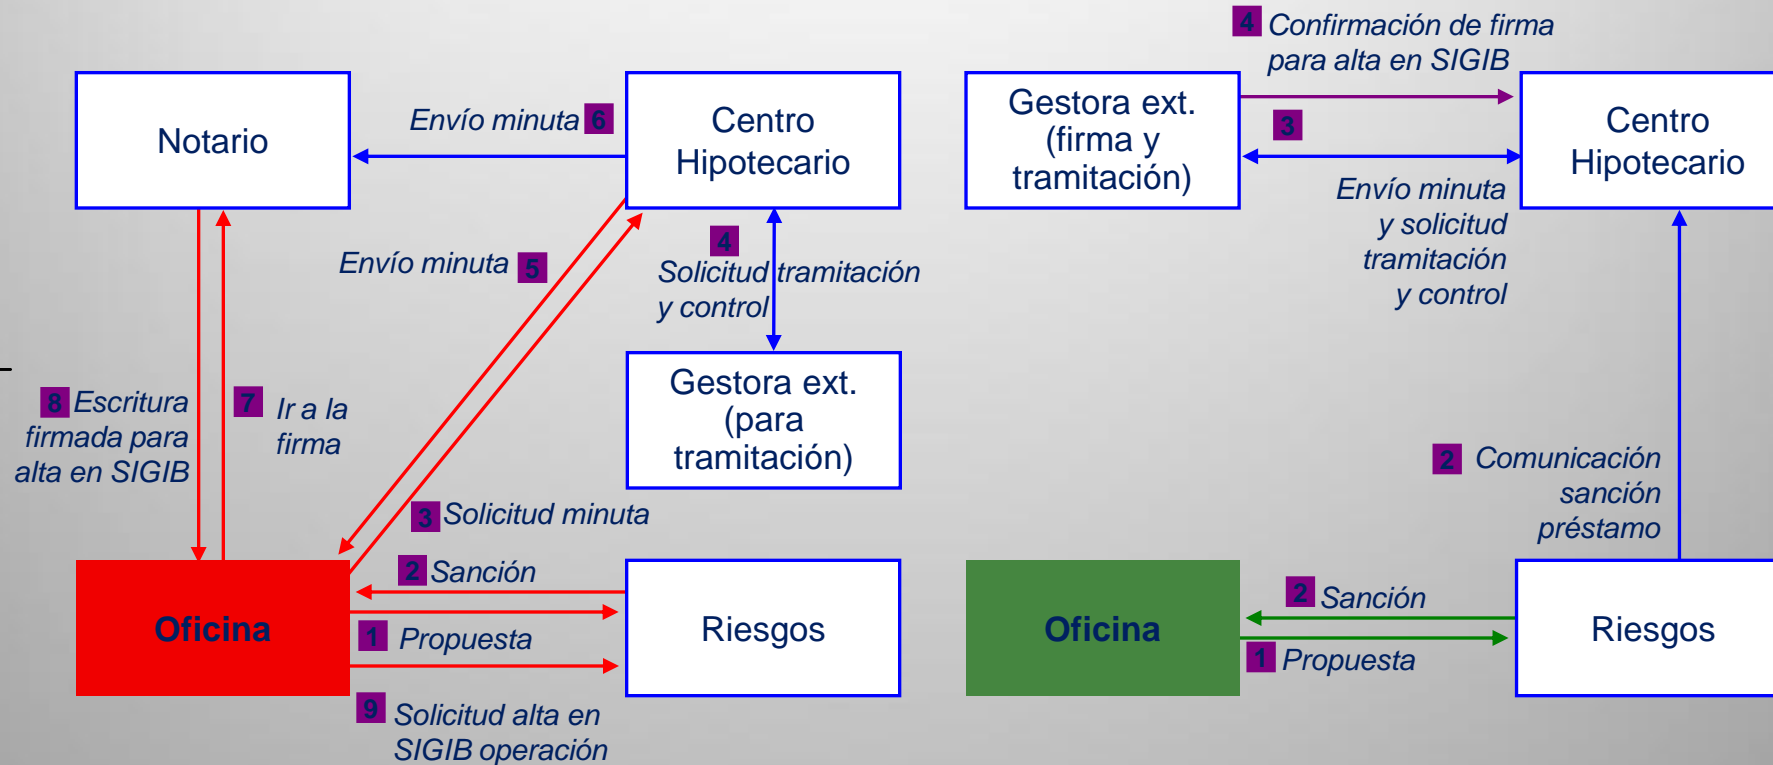 Notario
Envío minuta 6
Centro
Hipotecario
Envío minuta 5
4
Solicitud tramitación
y control
Gestora ext.
(para
tramitación)
8 Escritura
firmada para
alta en SIGIB
7 Ir a la
firma
3 Solicitud minuta
2 Sanción
Oficina
1 Propuesta
Riesgos
9 Solicitud alta en
SIGIB operación
4 Confirmación de firma
para alta en SIGIB
Gestora ext.
(firma y
tramitación)
3
Centro
Hipotecario
Envío minuta
y solicitud
tramitación
y control
2 Comunicación
sanción
préstamo
2 Sanción
Oficina
1 Propuesta
Riesgos